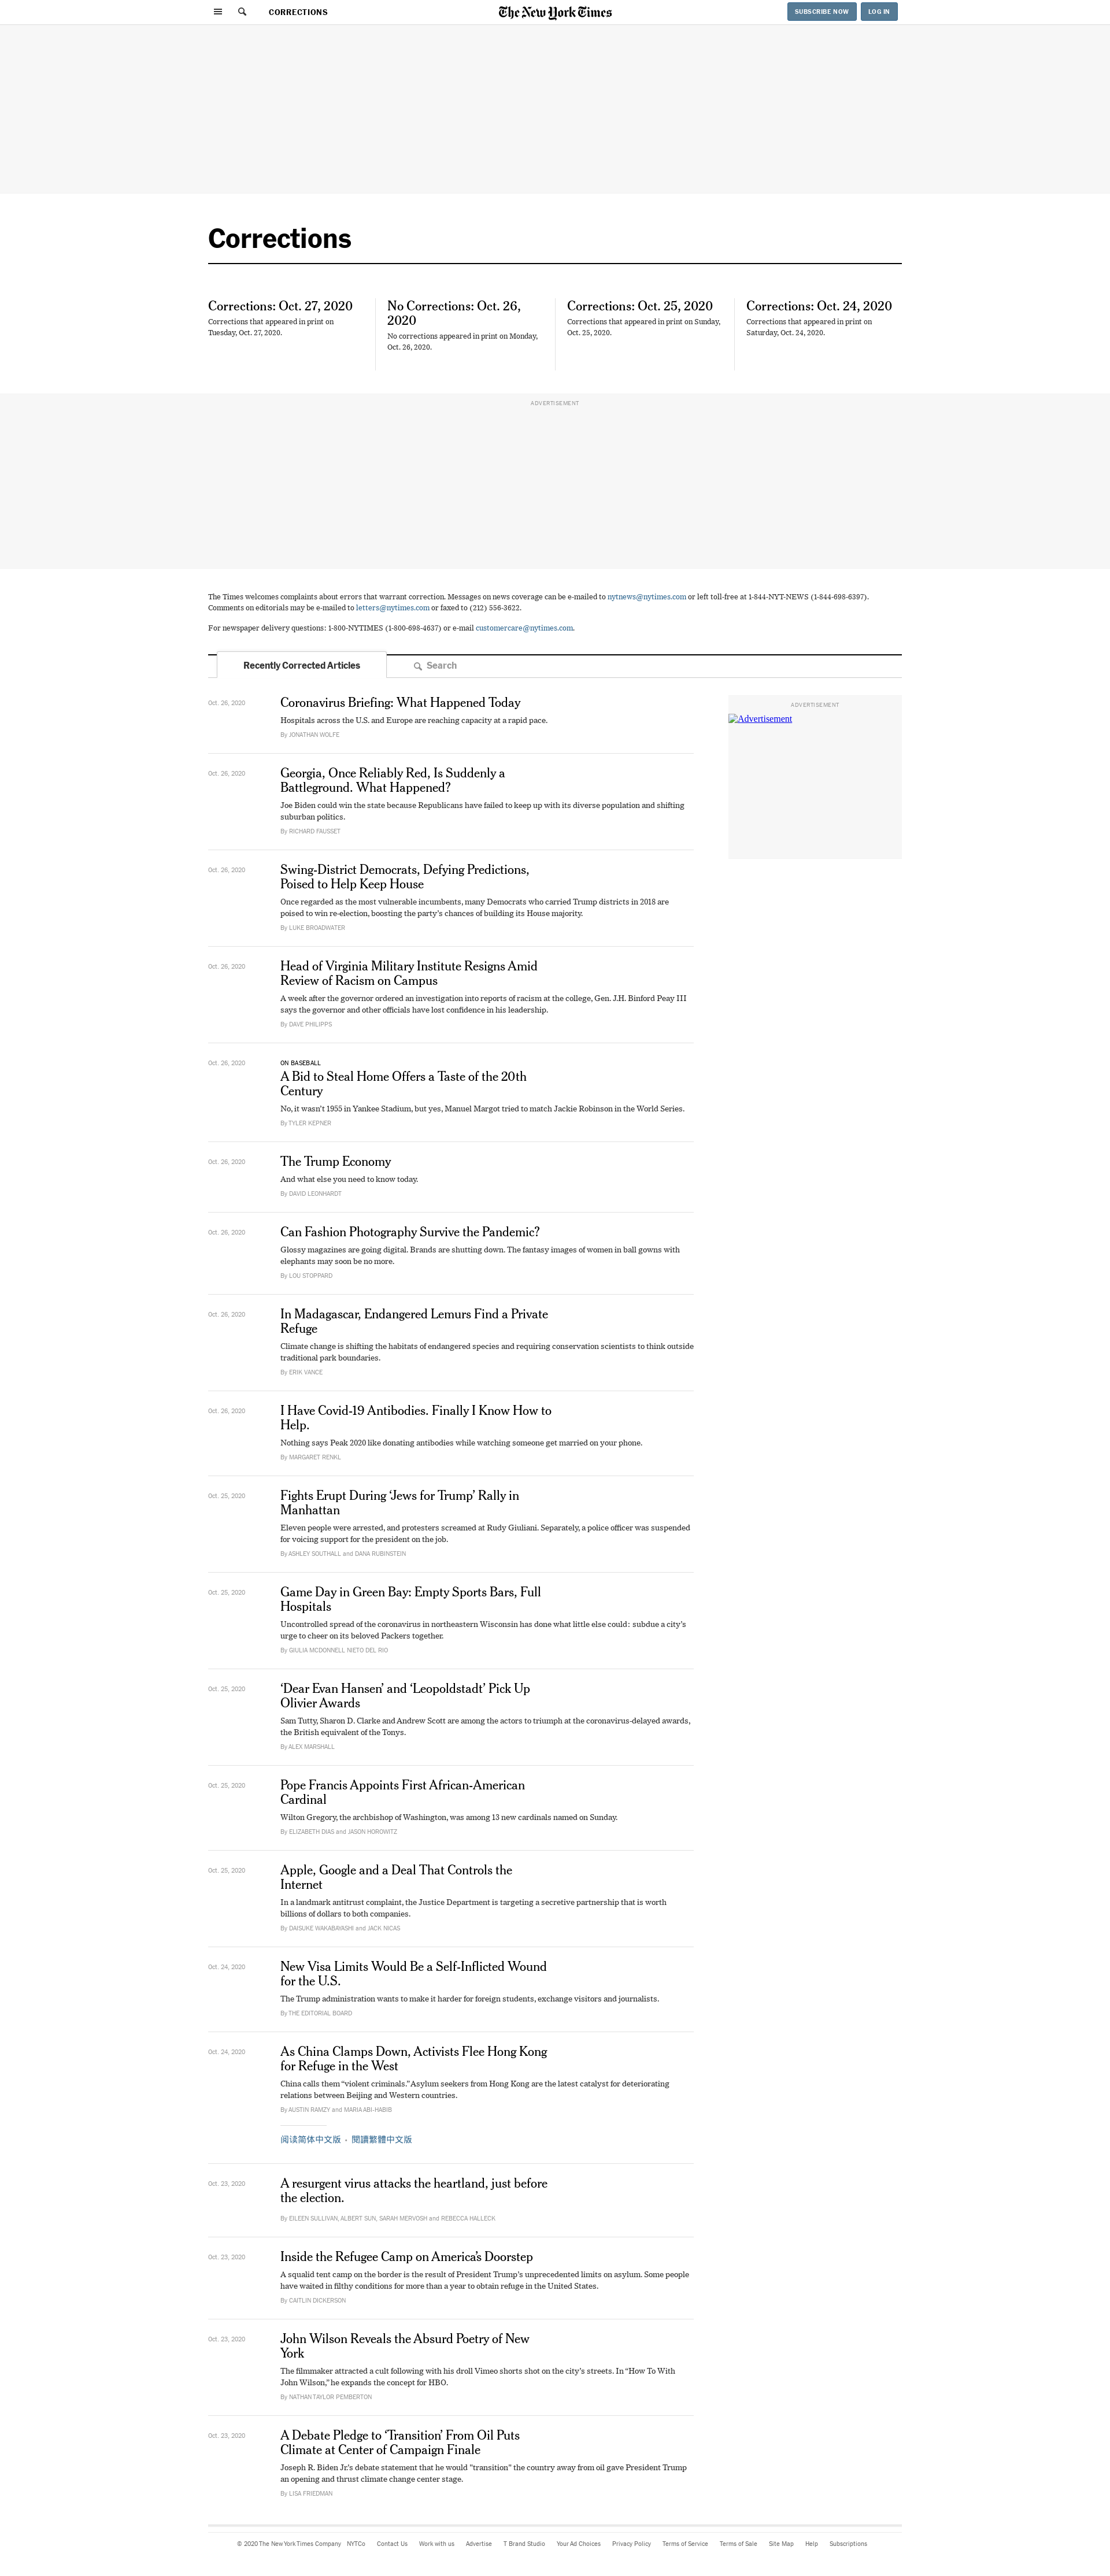 CORRECTIONS
The New York Times
SUBSCRIBE NOW
LOG IN
Corrections
Corrections: Oct. 27, 2020
Corrections that appeared in print on
Tuesday, Oct. 27, 2020.
No Corrections: Oct. 26,
2020
No corrections appeared in print on Monday,
Oct. 26, 2020.
Corrections: Oct. 25, 2020
Corrections that appeared in print on Sunday,
Oct. 25, 2020.
Corrections: Oct. 24, 2020
Corrections that appeared in print on
Saturday, Oct. 24, 2020.
ADVERTISEMENT
The Times welcomes complaints about errors that warrant correction. Messages on news coverage can be e-mailed to nytnews@nytimes.com or left toll-free at 1-844-NYT-NEWS (1-844-698-6397).
Comments on editorials may be e-mailed to letters@nytimes.com or faxed to (212) 556-3622.
For newspaper delivery questions: 1-800-NYTIMES (1-800-698-4637) or e-mail customercare@nytimes.com.
Recently Corrected Articles
Search
ADVERTISEMENT
Advertisement
Oct. 26, 2020
Coronavirus Briefing: What Happened Today
Hospitals across the U.S. and Europe are reaching capacity at a rapid pace.
By JONATHAN WOLFE
Oct. 26, 2020
Georgia, Once Reliably Red, Is Suddenly a
Battleground. What Happened?
Joe Biden could win the state because Republicans have failed to keep up with its diverse population and shifting
suburban politics.
By RICHARD FAUSSET
Oct. 26, 2020
Swing-District Democrats, Defying Predictions,
Poised to Help Keep House
Once regarded as the most vulnerable incumbents, many Democrats who carried Trump districts in 2018 are
poised to win re-election, boosting the party's chances of building its House majority.
By LUKE BROADWATER
Oct. 26, 2020
Head of Virginia Military Institute Resigns Amid
Review of Racism on Campus
A week after the governor ordered an investigation into reports of racism at the college, Gen. J.H. Binford Peay III
says the governor and other officials have lost confidence in his leadership.
By DAVE PHILIPPS
Oct. 26, 2020
ON BASEBALL
A Bid to Steal Home Offers a Taste of the 20th
Century
No, it wasn't 1955 in Yankee Stadium, but yes, Manuel Margot tried to match Jackie Robinson in the World Series.
By TYLER KEPNER
Oct. 26, 2020
The Trump Economy
And what else you need to know today.
By DAVID LEONHARDT
Oct. 26, 2020
Can Fashion Photography Survive the Pandemic?
Glossy magazines are going digital. Brands are shutting down. The fantasy images of women in ball gowns with
elephants may soon be no more.
By LOU STOPPARD
Oct. 26, 2020
In Madagascar, Endangered Lemurs Find a Private
Refuge
Climate change is shifting the habitats of endangered species and requiring conservation scientists to think outside
traditional park boundaries.
By ERIK VANCE
Oct. 26, 2020
I Have Covid-19 Antibodies. Finally I Know How to
Help.
Nothing says Peak 2020 like donating antibodies while watching someone get married on your phone.
By MARGARET RENKL
Oct. 25, 2020
Fights Erupt During ‘Jews for Trump’ Rally in
Manhattan
Eleven people were arrested, and protesters screamed at Rudy Giuliani. Separately, a police officer was suspended
for voicing support for the president on the job.
By ASHLEY SOUTHALL and DANA RUBINSTEIN
Oct. 25, 2020
Game Day in Green Bay: Empty Sports Bars, Full
Hospitals
Uncontrolled spread of the coronavirus in northeastern Wisconsin has done what little else could: subdue a city's
urge to cheer on its beloved Packers together.
By GIULIA MCDONNELL NIETO DEL RIO
Oct. 25, 2020
‘Dear Evan Hansen’ and ‘Leopoldstadt’ Pick Up
Olivier Awards
Sam Tutty, Sharon D. Clarke and Andrew Scott are among the actors to triumph at the coronavirus-delayed awards,
the British equivalent of the Tonys.
By ALEX MARSHALL
Oct. 25, 2020
Pope Francis Appoints First African-American
Cardinal
Wilton Gregory, the archbishop of Washington, was among 13 new cardinals named on Sunday.
By ELIZABETH DIAS and JASON HOROWITZ
Oct. 25, 2020
Apple, Google and a Deal That Controls the
Internet
In a landmark antitrust complaint, the Justice Department is targeting a secretive partnership that is worth
billions of dollars to both companies.
By DAISUKE WAKABAYASHI and JACK NICAS
Oct. 24, 2020
New Visa Limits Would Be a Self-Inflicted Wound
for the U.S.
The Trump administration wants to make it harder for foreign students, exchange visitors and journalists.
By THE EDITORIAL BOARD
Oct. 24, 2020
As China Clamps Down, Activists Flee Hong Kong
for Refuge in the West
China calls them “violent criminals.” Asylum seekers from Hong Kong are the latest catalyst for deteriorating
relations between Beijing and Western countries.
By AUSTIN RAMZY and MARIA ABI-HABIB
阅读简体中文版 · 閱讀繁體中文版
Oct. 23, 2020
A resurgent virus attacks the heartland, just before
the election.
By EILEEN SULLIVAN, ALBERT SUN, SARAH MERVOSH and REBECCA HALLECK
Oct. 23, 2020
Inside the Refugee Camp on America's Doorstep
A squalid tent camp on the border is the result of President Trump's unprecedented limits on asylum. Some people
have waited in filthy conditions for more than a year to obtain refuge in the United States.
By CAITLIN DICKERSON
Oct. 23, 2020
John Wilson Reveals the Absurd Poetry of New
York
The filmmaker attracted a cult following with his droll Vimeo shorts shot on the city's streets. In “How To With
John Wilson,” he expands the concept for HBO.
By NATHAN TAYLOR PEMBERTON
Oct. 23, 2020
A Debate Pledge to ‘Transition’ From Oil Puts
Climate at Center of Campaign Finale
Joseph R. Biden Jr.'s debate statement that he would "transition" the country away from oil gave President Trump
an opening and thrust climate change center stage.
By LISA FRIEDMAN
© 2020 The New York Times Company NYTCo Contact Us Work with us Advertise T Brand Studio Your Ad Choices Privacy Policy Terms of Service Terms of Sale Site Map Help Subscriptions